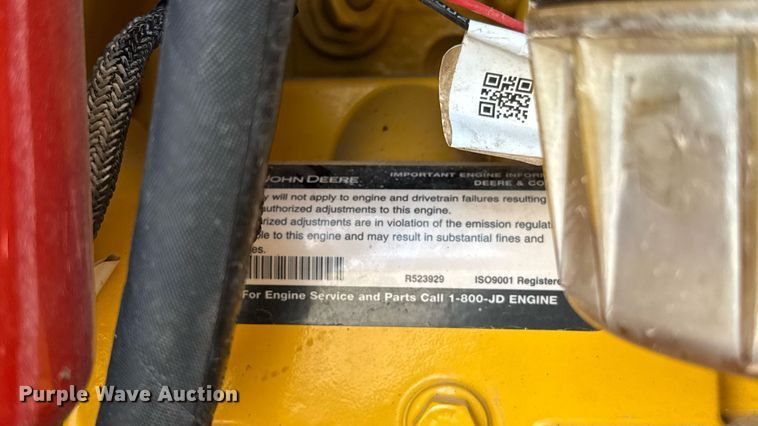 JOHN DEERE
IMPORTANT ENGINE
DEERE & CO
y will not apply to engine and drivetrain failures resulting
authorized adjustments to this engine.
rized adjustments are in violation of the emission regulati
le to this engine and may result in substantial fines and
es.
R523929 ISO9001 Registere
For Engine Service and Parts Call 1-800-JD ENGINE
Purple Wave Auction